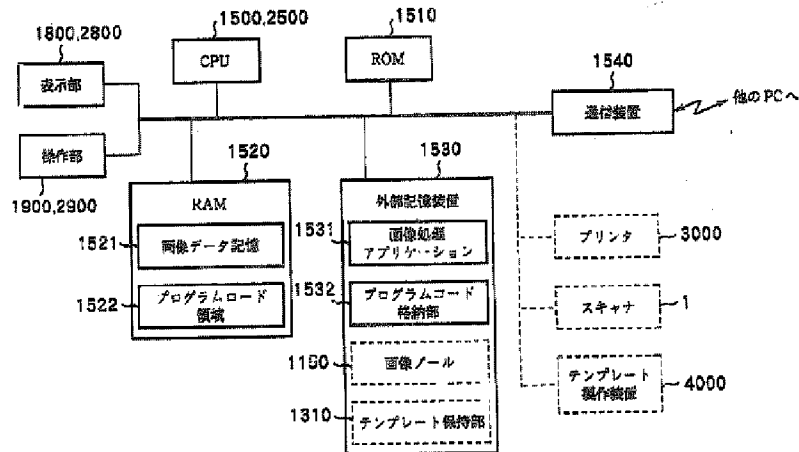 1800,2800
表示部
1500,2500
CPU
1510
ROM
1540
通信装置
他のPCへ
操作部
1900,2900
1520
RAM
1521
画像データ記憶
1522
プログラムロード
領域
1530
外部記憶装置
1531
画像処理
アプリケーション
1532
プログラムコード
格納部
1150
画像ノール
1310
テンプレート保持部
プリンタ
3000
スキャナ
1
テンプレート
製作装置
4000